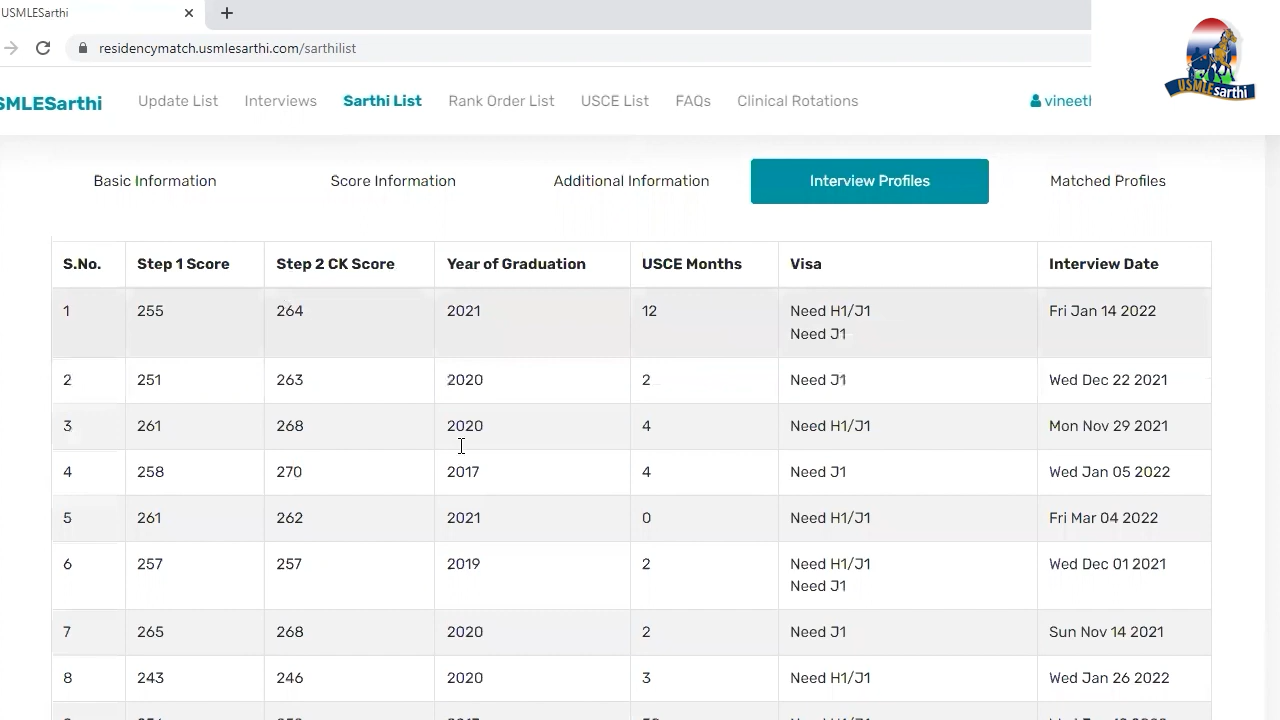 USMLESarthi
residencymatch.usmlesarthi.com/sarthilist
USMLE sarthi
SMLESarthi Update List Interviews Sarthi List Rank Order List USCE List FAQs Clinical Rotations vineeth
Basic Information Score Information Additional Information Interview Profiles Matched Profiles
S.No. Step 1 Score Step 2 CK Score Year of Graduation USCE Months Visa Interview Date
1 255 264 2021 12 Need H1/J1 Fri Jan 14 2022
Need J1
2 251 263 2020 2 Need J1 Wed Dec 22 2021
3 261 268 2020 4 Need H1/J1 Mon Nov 29 2021
4 258 270 2017 4 Need J1 Wed Jan 05 2022
5 261 262 2021 0 Need H1/J1 Fri Mar 04 2022
6 257 257 2019 2 Need H1/J1 Wed Dec 01 2021
Need J1
7 265 268 2020 2 Need J1 Sun Nov 14 2021
8 243 246 2020 3 Need H1/J1 Wed Jan 26 2022